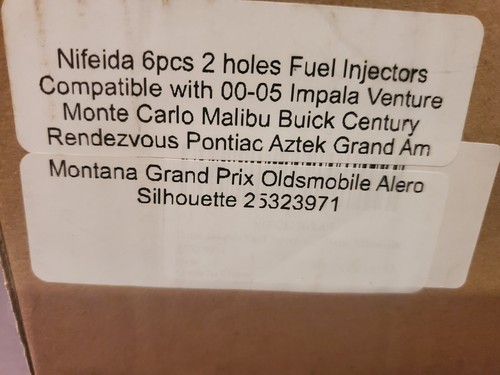 Nifeida 6pcs 2 holes Fuel Injectors
Compatible with 00-05 Impala Venture
Monte Carlo Malibu Buick Century
Rendezvous Pontiac Aztek Grand Am
Montana Grand Prix Oldsmobile Alero
Silhouette 25323971